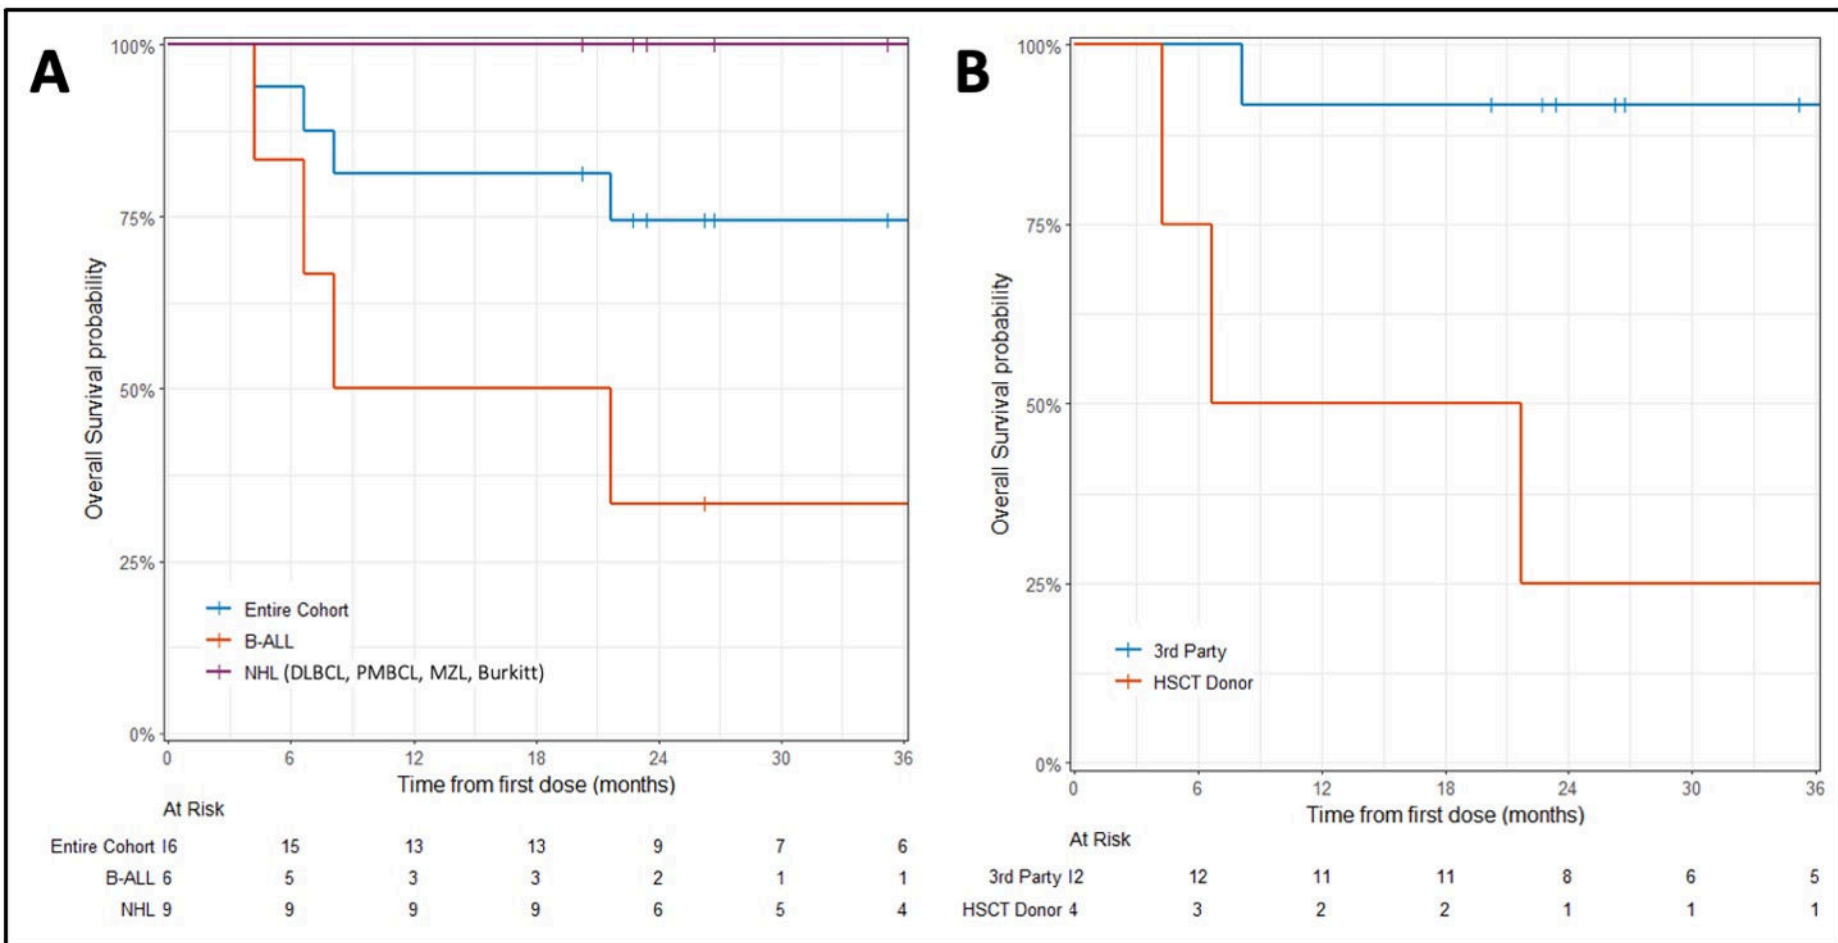 A
100%
75%
50%
25%
0%
Overall Survival probability
Entire Cohort
B-ALL
NHL (DLBCL, PMBCL, MZL, Burkitt)
0 6 12 18 24 30 36
Time from first dose (months)
At Risk
Entire Cohort 16 15 13 13 9 7 6
B-ALL 6 5 3 3 2 1 1
NHL 9 9 9 9 6 5 4
B
100%
75%
50%
25%
0%
Overall Survival probability
3rd Party
HSCT Donor
0 6 12 18 24 30 36
Time from first dose (months)
At Risk
3rd Party 12 12 11 11 8 6 5
HSCT Donor 4 3 2 2 1 1 1